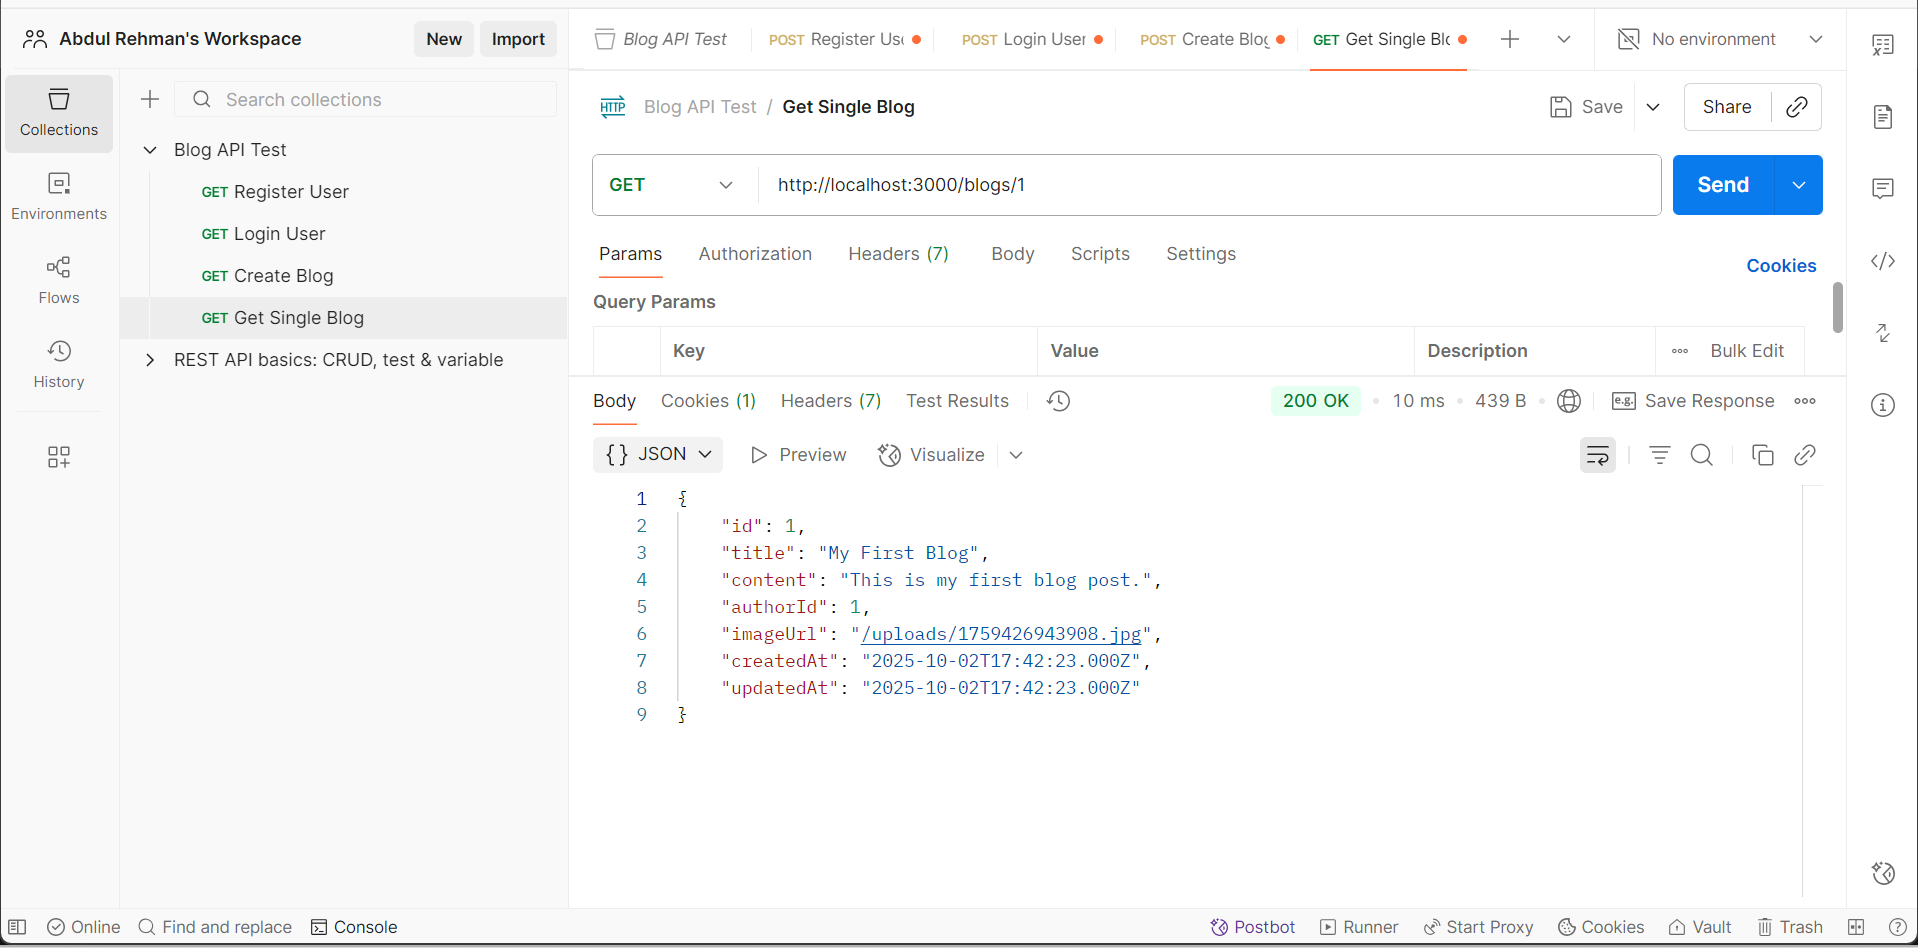 Abdul Rehman's Workspace
New
Import
Blog API Test
POST Register Use
POST Login User
POST Create Blog
GET Get Single Blo
No environment
Collections
Environments
Flows
History
Search collections
Blog API Test
GET Register User
GET Login User
GET Create Blog
GET Get Single Blog
REST API basics: CRUD, test & variable
HTTP
Blog API Test / Get Single Blog
Save
Share
GET
http://localhost:3000/blogs/1
Send
Params
Authorization
Headers (7)
Body
Scripts
Settings
Cookies
Query Params
Key
Value
Description
Bulk Edit
Body
Cookies (1)
Headers (7)
Test Results
200 OK
10 ms
439 B
e.g.
Save Response
{} JSON
Preview
Visualize
1 {
2 "id": 1,
3 "title": "My First Blog",
4 "content": "This is my first blog post.",
5 "authorId": 1,
6 "imageUrl": "/uploads/1759426943908.jpg",
7 "createdAt": "2025-10-02T17:42:23.000Z",
8 "updatedAt": "2025-10-02T17:42:23.000Z"
9 }
Online
Find and replace
Console
Postbot
Runner
Start Proxy
Cookies
Vault
Trash